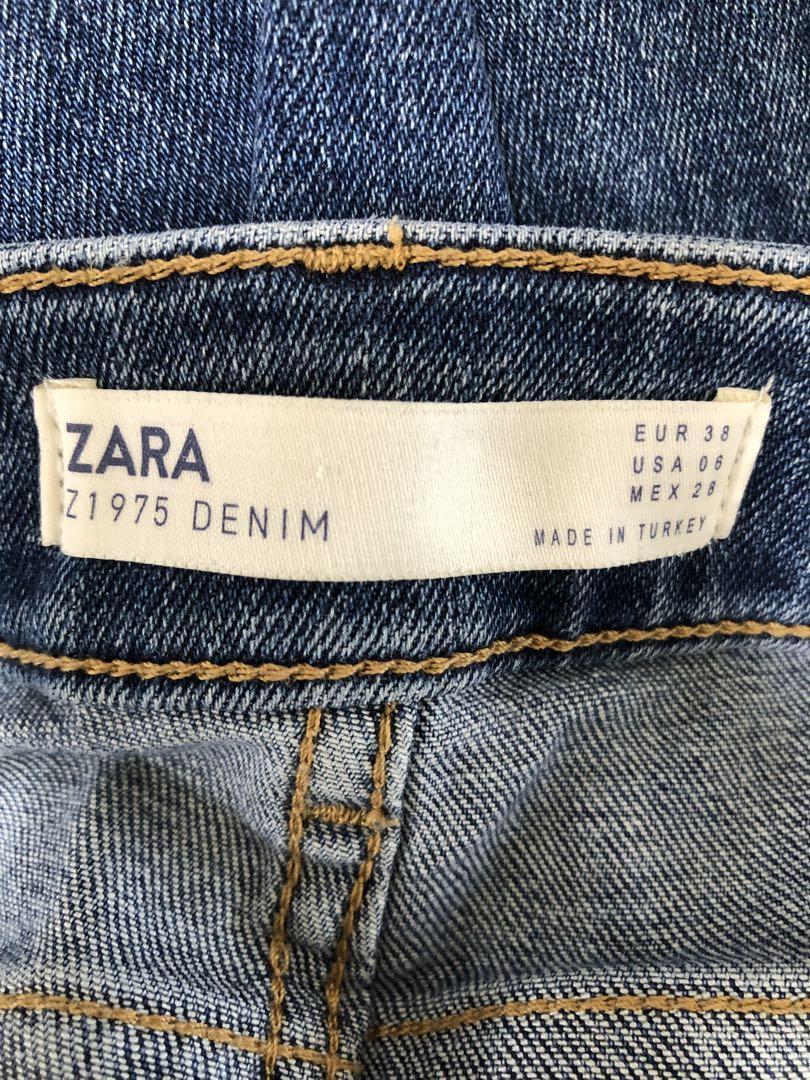 ZARA
Z1975 DENIM
EUR 38
USA 06
MEX 28
MADE IN TURKEY